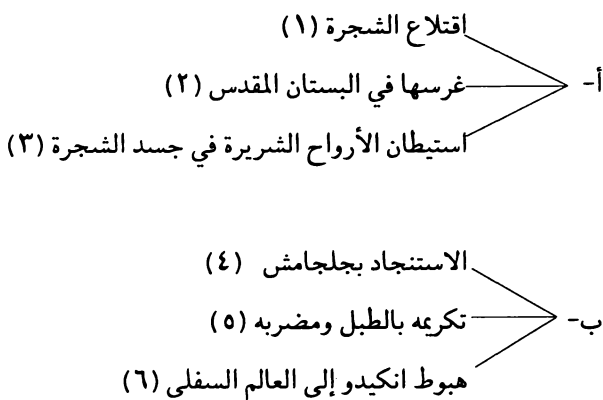 اقتلاع الشجرة (١)
أ- غرسها في البستان المقدس (٢)
استيطان الأرواح الشريرة في جسد الشجرة (٣)
الاستنجاد بجلجامش (٤)
ب- تكريمه بالطبل ومضربه (٥)
هبوط انكيدو إلى العالم السفلي (٦)